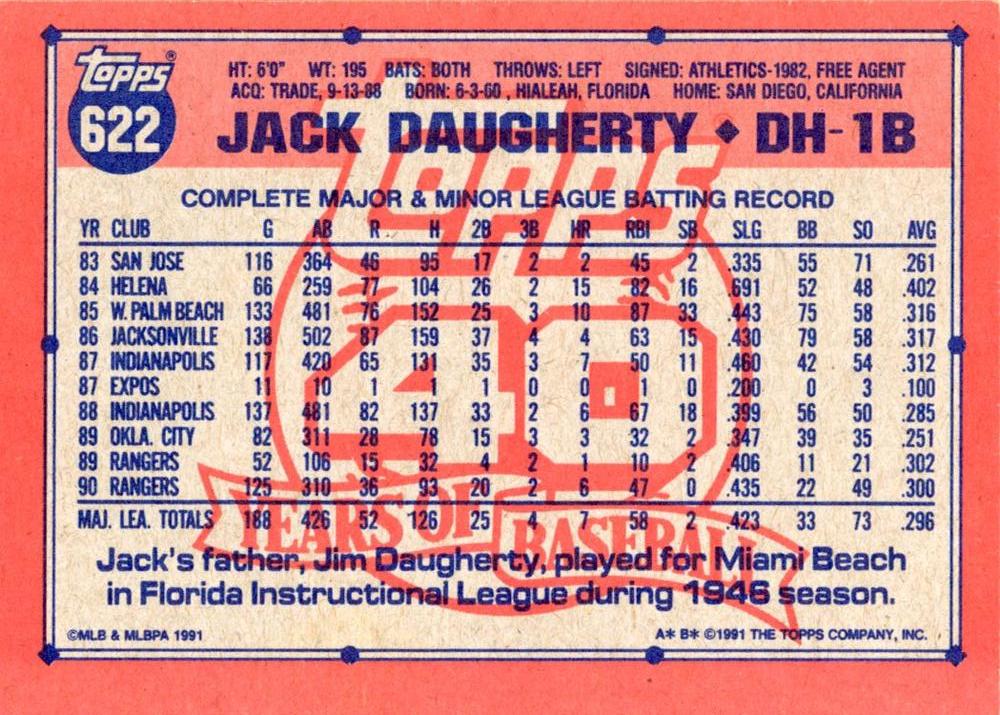 Topps®
622
HT: 6'0" WT: 195 BATS: BOTH THROWS: LEFT SIGNED: ATHLETICS-1982, FREE AGENT
ACQ: TRADE, 9-13-88 BORN: 6-3-60 , HIALEAH, FLORIDA HOME: SAN DIEGO, CALIFORNIA
JACK DAUGHERTY ◆ DH-1B
Topps
40
YEARS OF BASEBALL
COMPLETE MAJOR & MINOR LEAGUE BATTING RECORD
YR CLUB G AB R H 2B 3B HR RBI SB SLG BB SO AVG
83 SAN JOSE 116 364 46 95 17 2 2 45 2 .335 55 71 .261
84 HELENA 66 259 77 104 26 2 15 82 16 .691 52 48 .402
85 W. PALM BEACH 133 481 76 152 25 3 10 87 33 .443 75 58 .316
86 JACKSONVILLE 138 502 87 159 37 4 4 63 15 .430 79 58 .317
87 INDIANAPOLIS 117 420 65 131 35 3 7 50 11 .460 42 54 .312
87 EXPOS 11 10 1 1 1 0 0 1 0 .200 0 3 .100
88 INDIANAPOLIS 137 481 82 137 33 2 6 67 18 .399 56 50 .285
89 OKLA. CITY 82 311 28 78 15 3 3 32 2 .347 39 35 .251
89 RANGERS 52 106 15 32 4 2 1 10 2 .406 11 21 .302
90 RANGERS 125 310 36 93 20 2 6 47 0 .435 22 49 .300
MAJ. LEA. TOTALS 188 426 52 126 25 4 7 58 2 .423 33 73 .296
Jack's father, Jim Daugherty, played for Miami Beach
in Florida Instructional League during 1946 season.
©MLB & MLBPA 1991
A* B* ©1991 THE TOPPS COMPANY, INC.